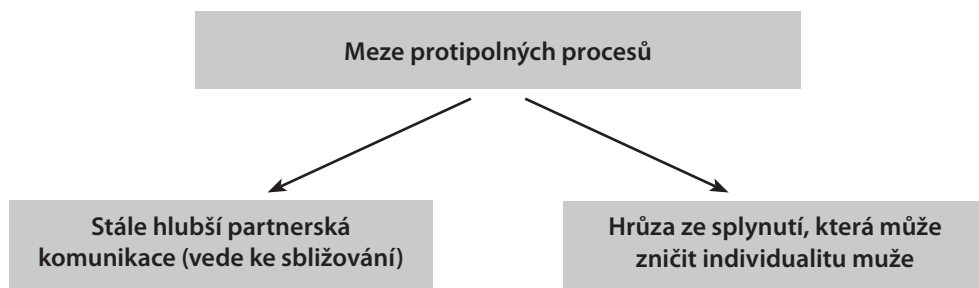 Meze protipolných procesů
Stále hlubší partnerská
komunikace (vede ke sbližování)
Hrůza ze splynutí, která může
zničit individualitu muže